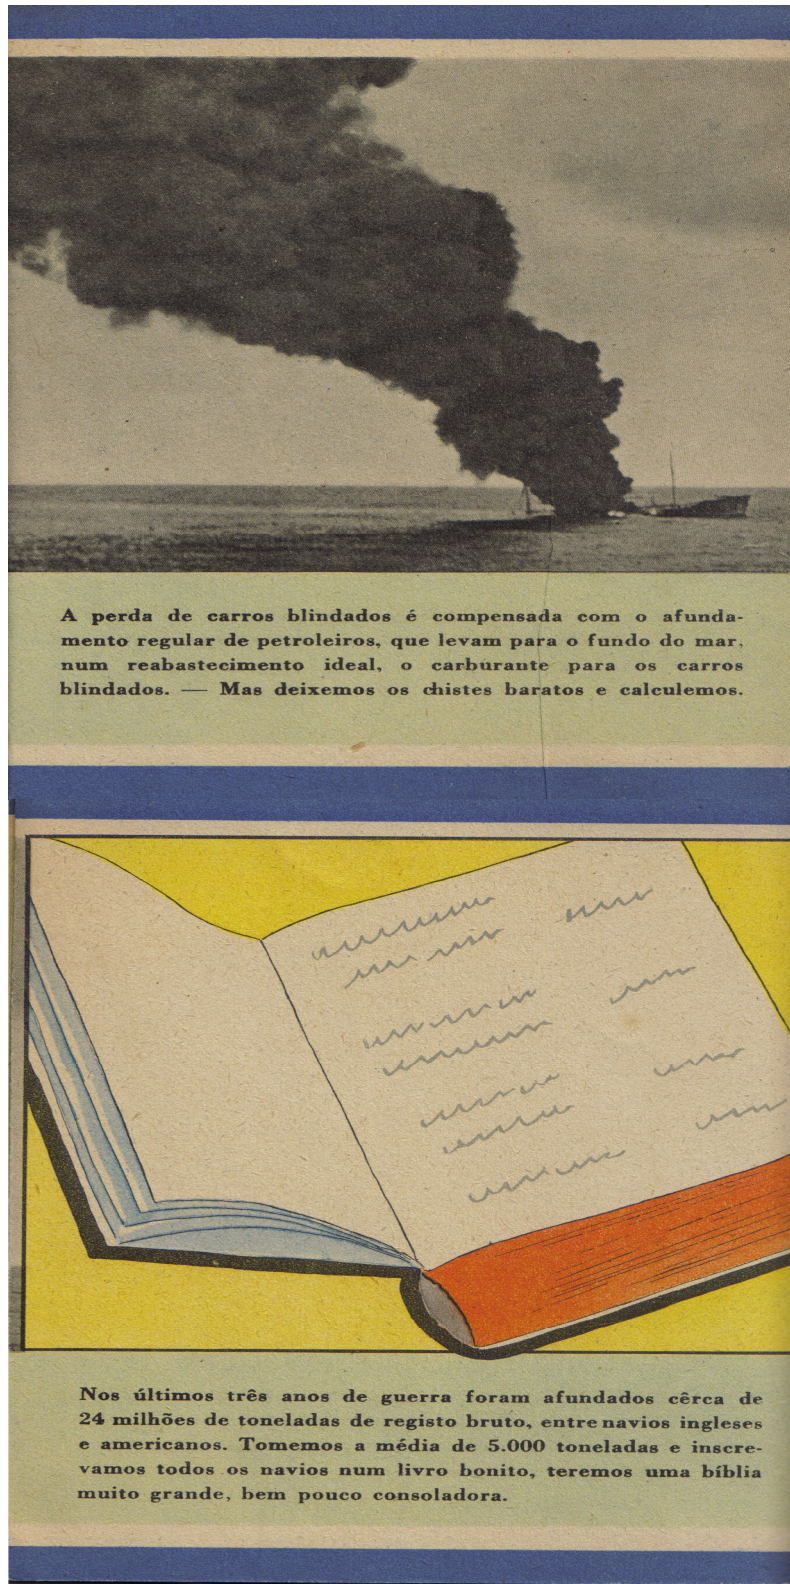 A perda de carros blindados é compensada com o afunda-
mento regular de petroleiros, que levam para o fundo do mar,
num reabastecimento ideal, o carburante para os carros
blindados. — Mas deixemos os chistes baratos e calculemos.
Nos últimos três anos de guerra foram afundados cêrca de
24 milhões de toneladas de registo bruto, entre navios ingleses
e americanos. Tomemos a média de 5.000 toneladas e inscre-
vamos todos os navios num livro bonito, teremos uma bíblia
muito grande, bem pouco consoladora.